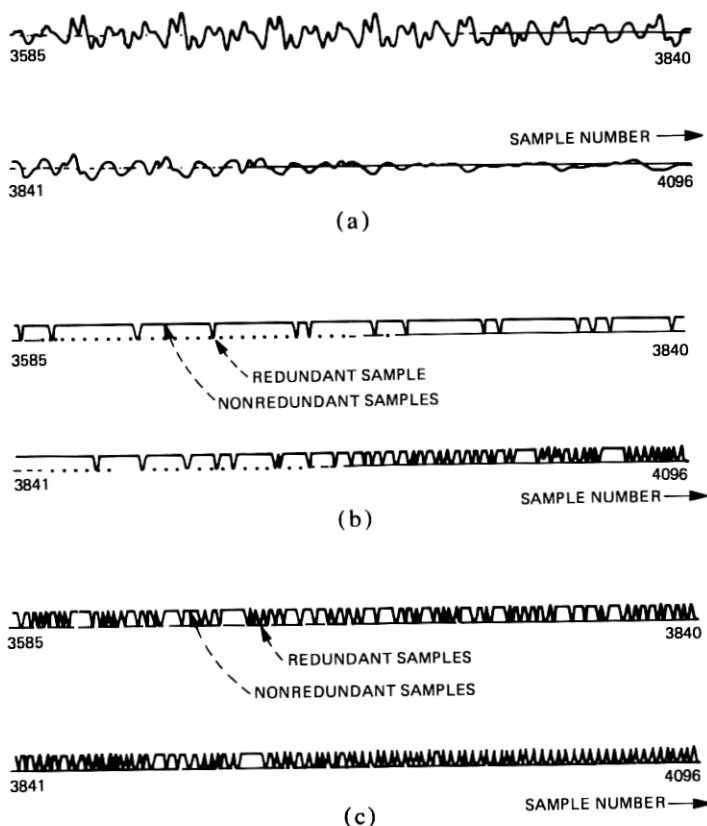 3585 3840
SAMPLE NUMBER
3841 4096
(a)
3585 3840
REDUNDANT SAMPLE
NONREDUNDANT SAMPLES
3841 4096
SAMPLE NUMBER
(b)
3585 3840
REDUNDANT SAMPLES
NONREDUNDANT SAMPLES
3841 4096
SAMPLE NUMBER
(c)